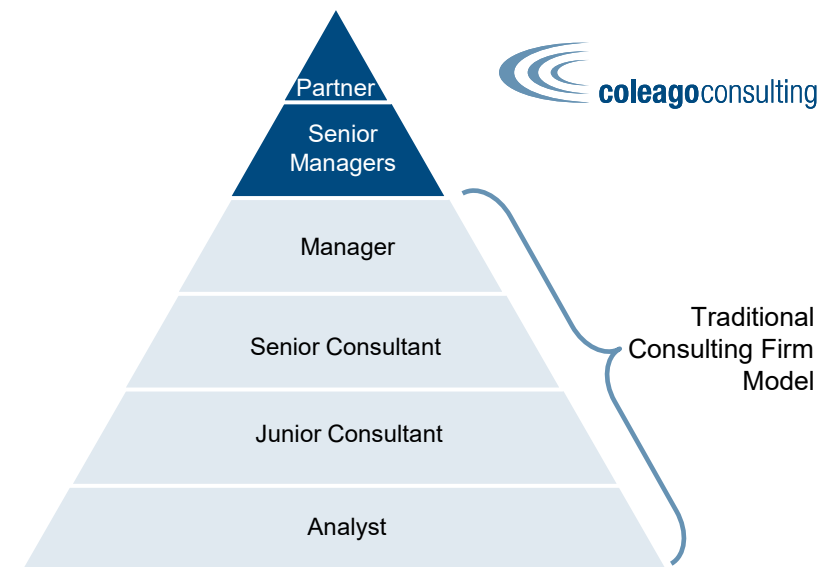 Partner
coleagoconsulting
Senior
Managers
Manager
Senior Consultant
Junior Consultant
Analyst
Traditional
Consulting Firm
Model